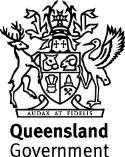 AUDAX AT FIDELIS
Queensland
Government